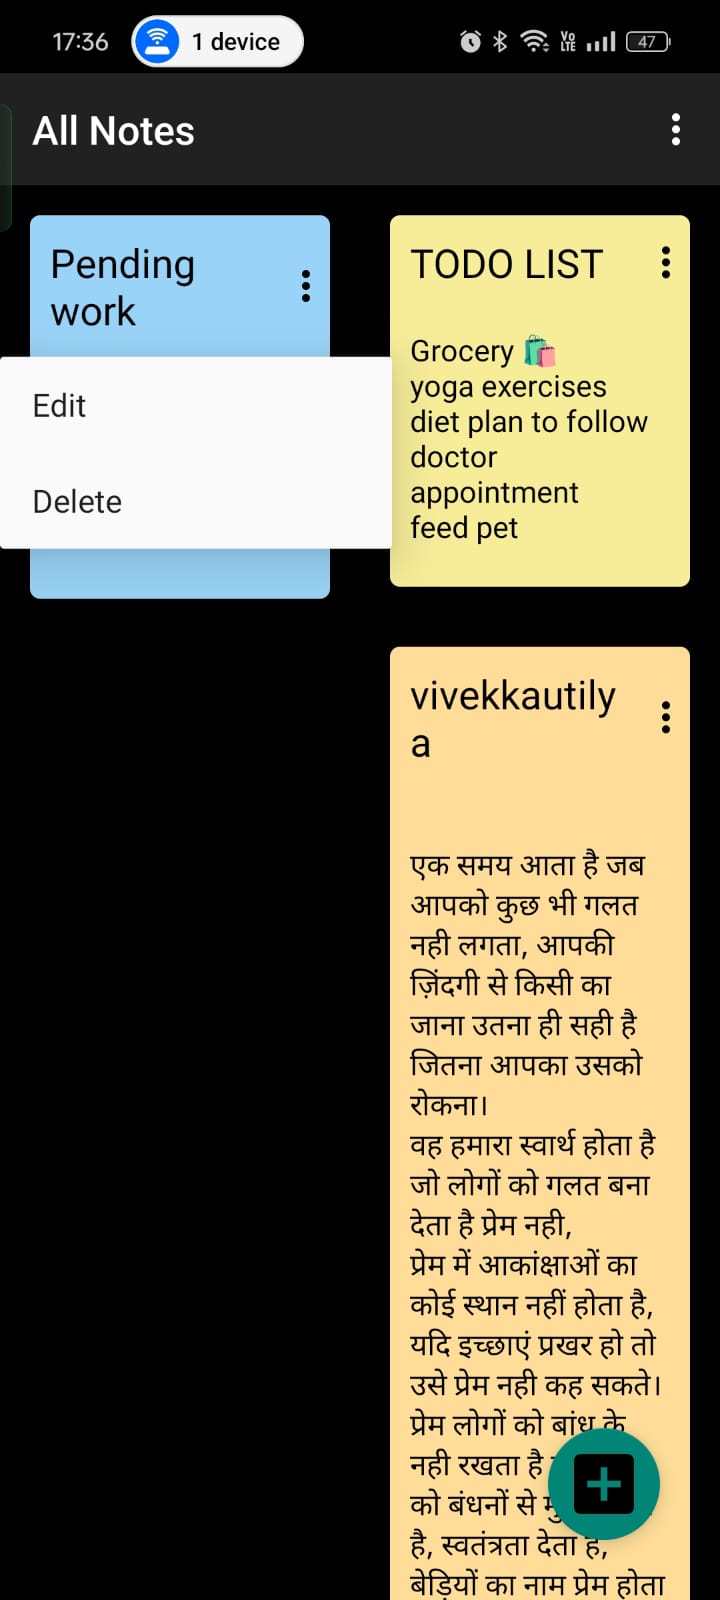 17:36
1 device
Vo
LTE
47
All Notes
Pending
work
Edit
Delete
TODO LIST
Grocery 🛍️
yoga exercises
diet plan to follow
doctor
appointment
feed pet
vivekkautily
a
एक समय आता है जब
आपको कुछ भी गलत
नही लगता, आपकी
ज़िंदगी से किसी का
जाना उतना ही सही है
जितना आपका उसको
रोकना।
वह हमारा स्वार्थ होता है
जो लोगों को गलत बना
देता है प्रेम नही,
प्रेम में आकांक्षाओं का
कोई स्थान नहीं होता है,
यदि इच्छाएं प्रखर हो तो
उसे प्रेम नही कह सकते।
प्रेम लोगों को बांध के
नही रखता है
को बंधनों से
है, स्वतंत्रता देता है,
बेड़ियों का नाम प्रेम होता